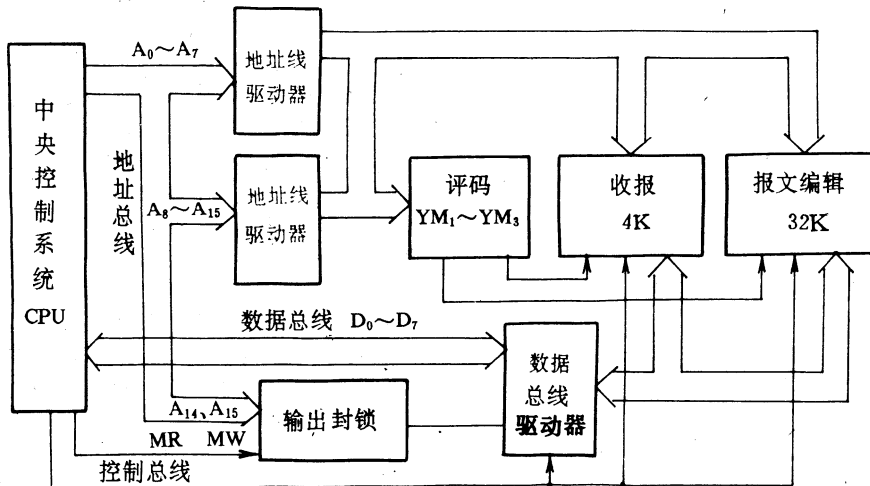 中央控制系统
CPU
A₀~A₇
地址总线
A₈~A₁₅
地址线
驱动器
地址线
驱动器
评码
YM₁~YM₃
收报
4K
报文编辑
32K
数据总线 D₀~D₇
数据
总线
驱动器
A₁₄、A₁₅
输出封锁
MR MW
控制总线